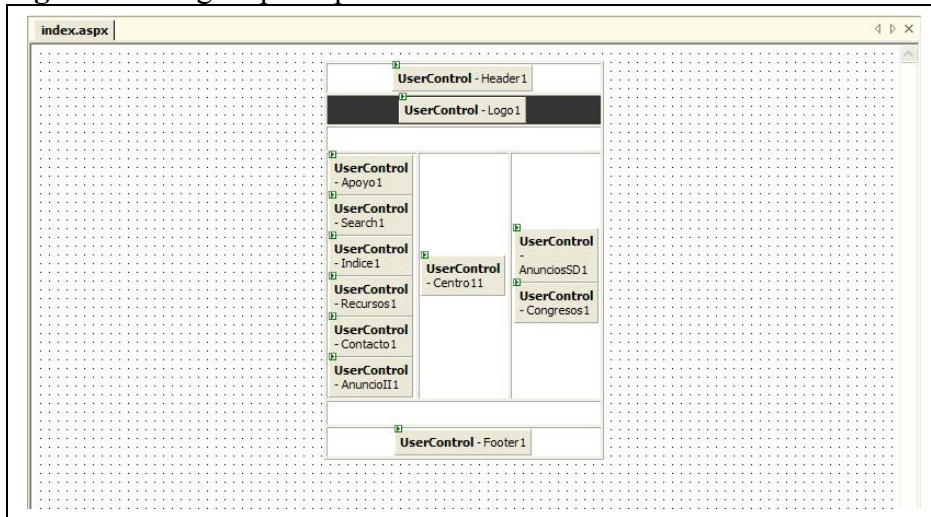 index.aspx
UserControl - Header1
UserControl - Logo1
UserControl
- Apoyo1
UserControl
- Search1
UserControl
- Indice1
UserControl
- Recursos1
UserControl
- Contacto1
UserControl
- AnuncioII1
UserControl
- Centro11
UserControl
-
AnunciosSD1
UserControl
- Congresos1
UserControl - Footer1